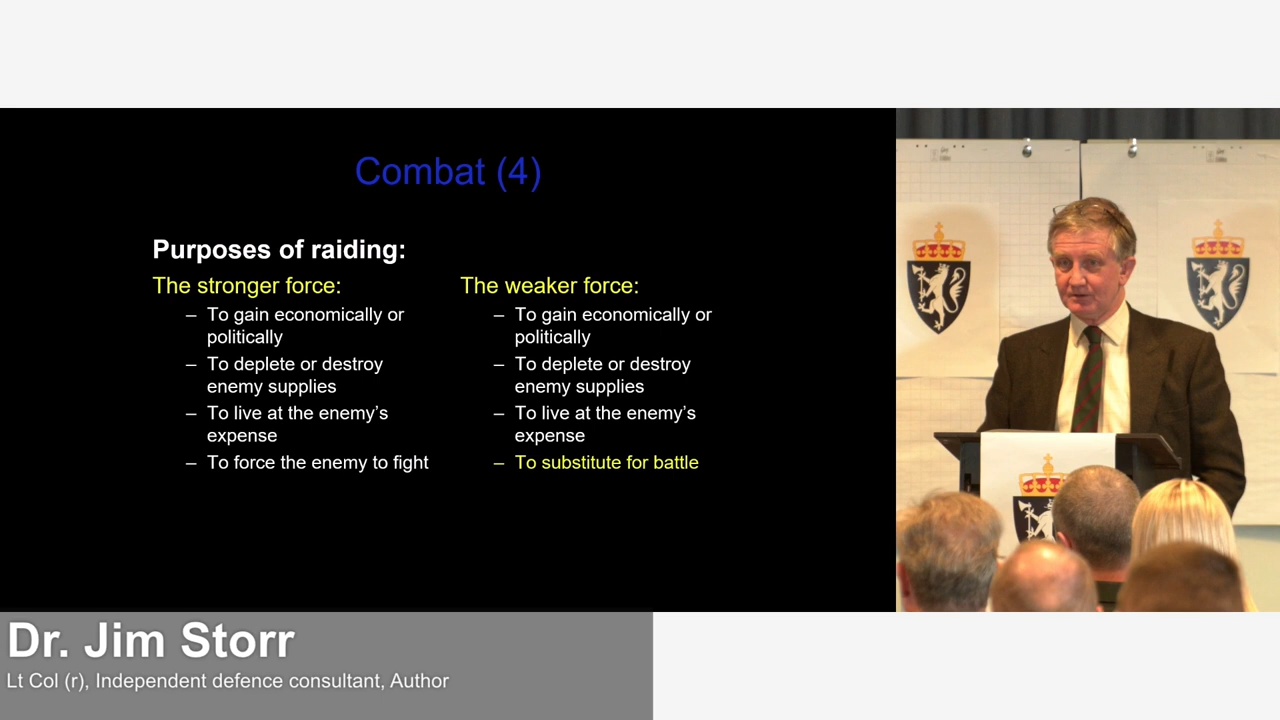 Combat (4)
Purposes of raiding:
The stronger force:
– To gain economically or
politically
– To deplete or destroy
enemy supplies
– To live at the enemy's
expense
– To force the enemy to fight
The weaker force:
– To gain economically or
politically
– To deplete or destroy
enemy supplies
– To live at the enemy's
expense
– To substitute for battle
Dr. Jim Storr
Lt Col (r), Independent defence consultant, Author